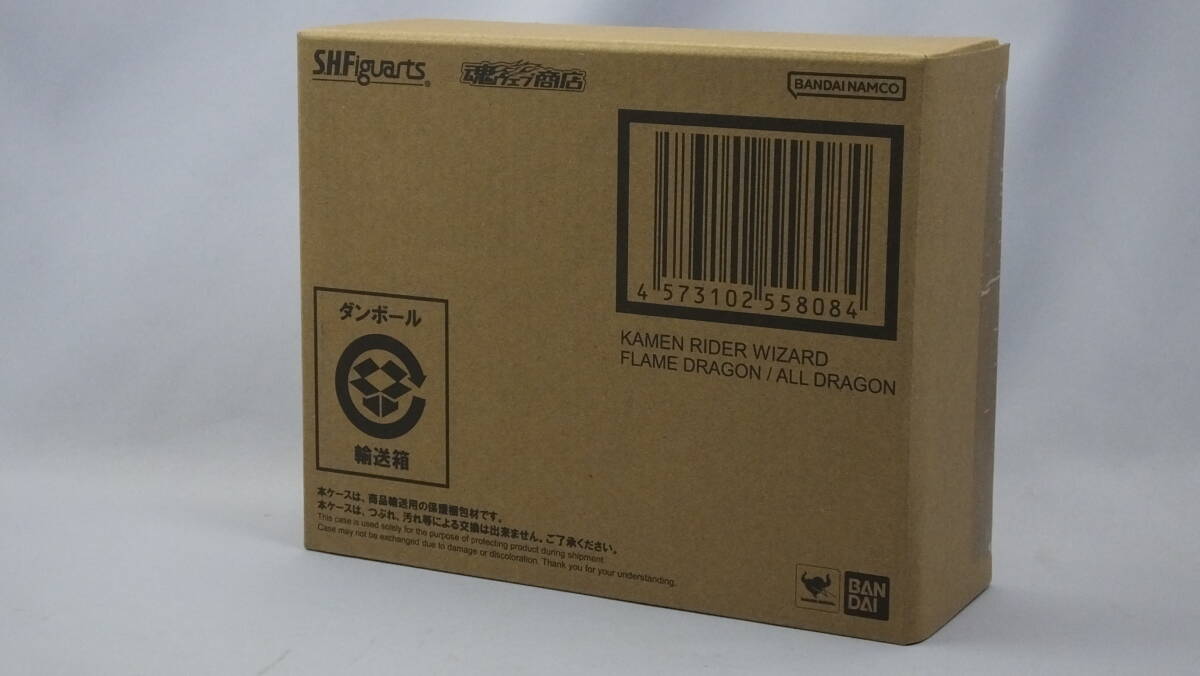 S.H.Figuarts®
魂ウェブ商店
BANDAI NAMCO
4 573102 558084
KAMEN RIDER WIZARD
FLAME DRAGON / ALL DRAGON
ダンボール
輸送箱
本ケースは、商品輸送用の保護梱包材です。
本ケースは、つぶれ、汚れ等による交換は出来ません。ご了承ください。
This case is used solely for the purpose of protecting product during shipment.
Case may not be exchanged due to damage or discoloration. Thank you for your understanding.
BAN
DAI